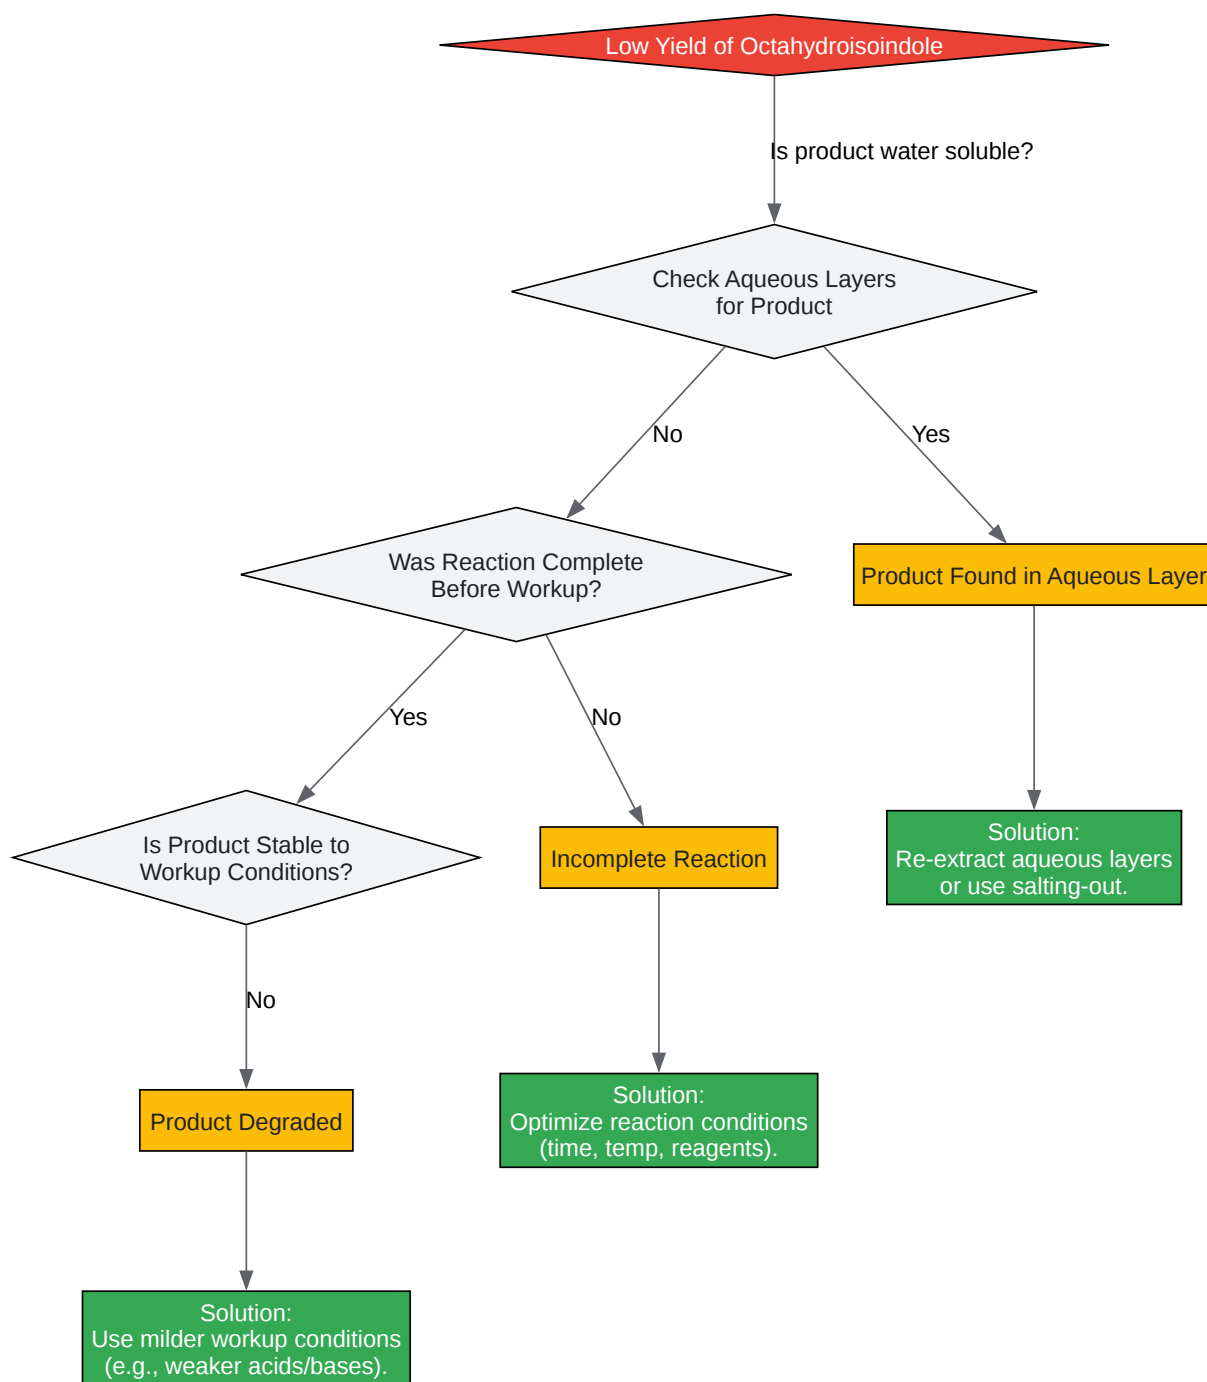 Low Yield of Octahydroisoindole
Is product water soluble?
Check Aqueous Layers
for Product
No
Yes
Was Reaction Complete
Before Workup?
Product Found in Aqueous Layer
Yes
No
Is Product Stable to
Workup Conditions?
Incomplete Reaction
Solution:
Re-extract aqueous layers
or use salting-out.
No
Product Degraded
Solution:
Optimize reaction conditions
(time, temp, reagents).
Solution:
Use milder workup conditions
(e.g., weaker acids/bases).